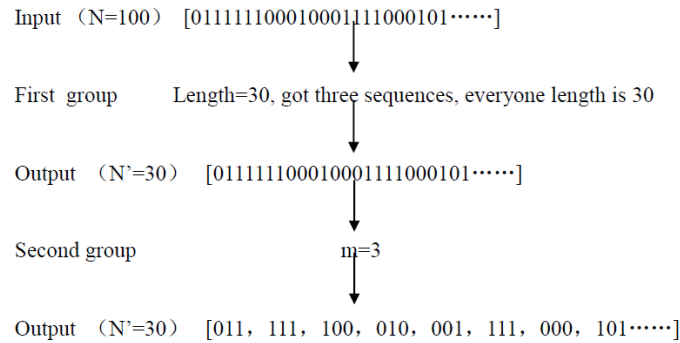 Input （N=100） [011111100010001111000101……]
First group Length=30, got three sequences, everyone length is 30
Output （N’=30） [011111100010001111000101……]
Second group m=3
Output （N’=30） [011，111，100，010，001，111，000，101……]